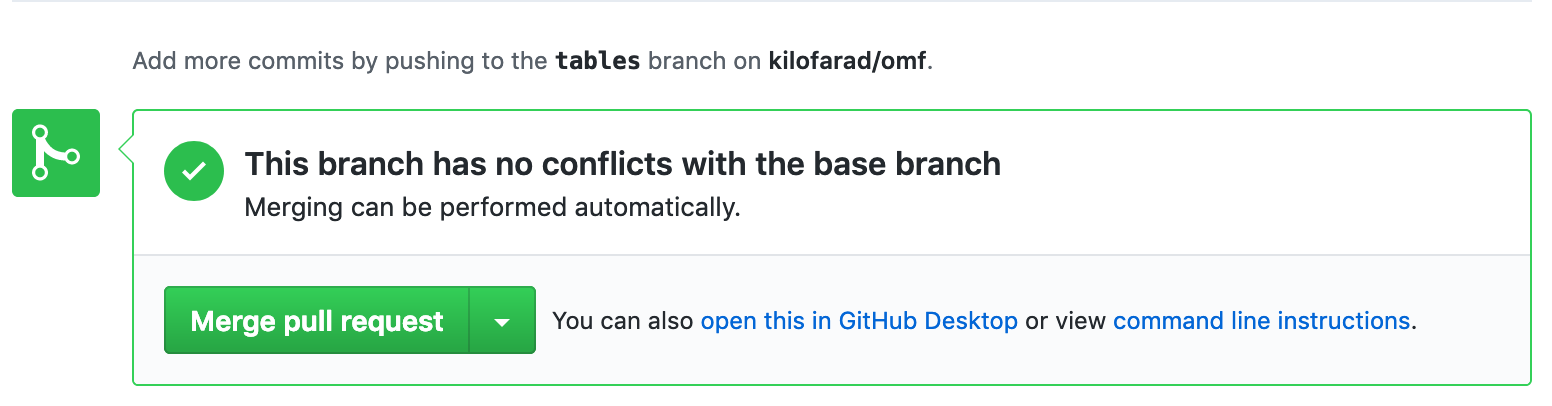 Add more commits by pushing to the tables branch on kilofarad/omf.
This branch has no conflicts with the base branch
Merging can be performed automatically.
Merge pull request You can also open this in GitHub Desktop or view command line instructions.